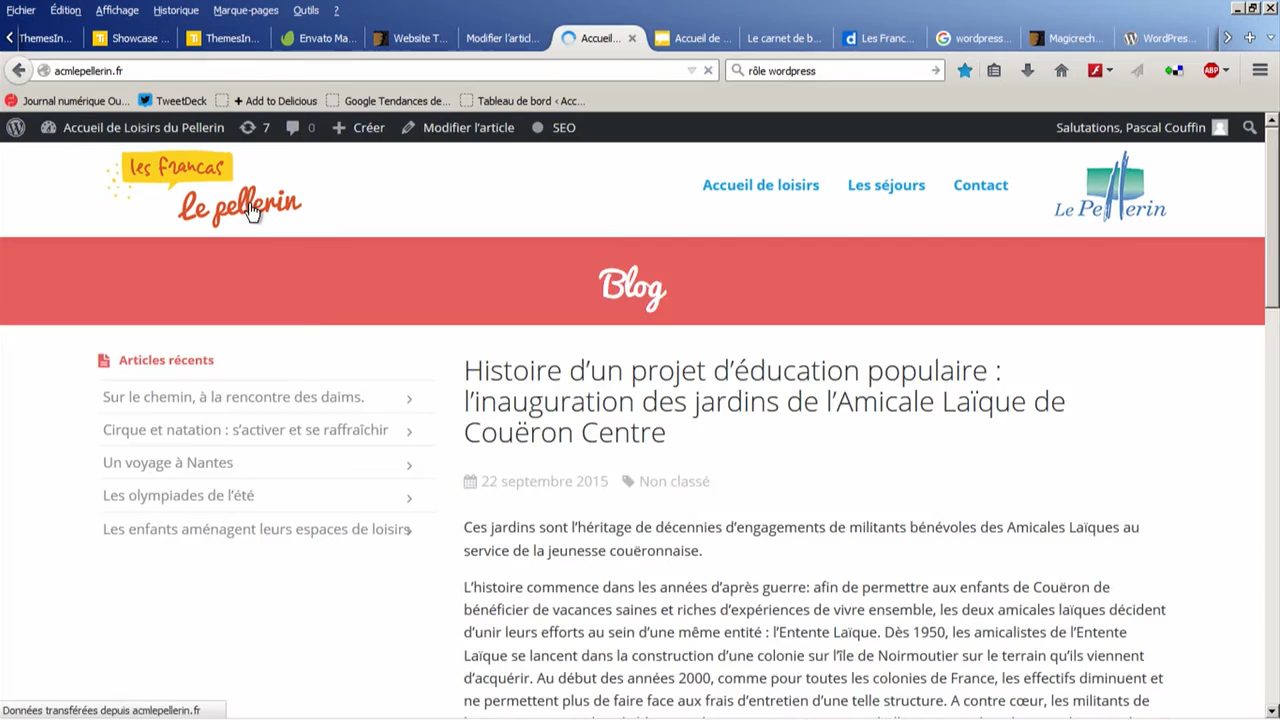 Fichier Édition Affichage Historique Marque-pages Outils ?
ThemesIn... Showcase ... ThemesIn... Envato Ma... Website T... Modifier l'articl... Accueil... Accueil de ... Le carnet de b... Les Franc... wordpress... Magicrech... WordPres...
acmlepellerin.fr rôle wordpress ABP
Journal numérique Ou... TweetDeck Add to Delicious Google Tendances de... Tableau de bord ‹ Acc...
Accueil de Loisirs du Pellerin 7 0 Créer Modifier l'article SEO Salutations, Pascal Couffin
les francas
le pellerin
Accueil de loisirs Les séjours Contact
Le Pellerin
Blog
Articles récents
Sur le chemin, à la rencontre des daims.
Cirque et natation : s'activer et se raffraîchir
Un voyage à Nantes
Les olympiades de l'été
Les enfants aménagent leurs espaces de loisirs
Histoire d'un projet d'éducation populaire :
l'inauguration des jardins de l'Amicale Laïque de
Couëron Centre
22 septembre 2015 Non classé
Ces jardins sont l'héritage de décennies d'engagements de militants bénévoles des Amicales Laïques au
service de la jeunesse couëronnaise.
L'histoire commence dans les années d'après guerre: afin de permettre aux enfants de Couëron de
bénéficier de vacances saines et riches d'expériences de vivre ensemble, les deux amicales laïques décident
d'unir leurs efforts au sein d'une même entité : l'Entente Laïque. Dès 1950, les amicalistes de l'Entente
Laïque se lancent dans la construction d'une colonie sur l'île de Noirmoutier sur le terrain qu'ils viennent
d'acquérir. Au début des années 2000, comme pour toutes les colonies de France, les effectifs diminuent et
ne permettent plus de faire face aux frais d'entretien d'une telle structure. A contre cœur, les militants de
Données transférées depuis acmlepellerin.fr